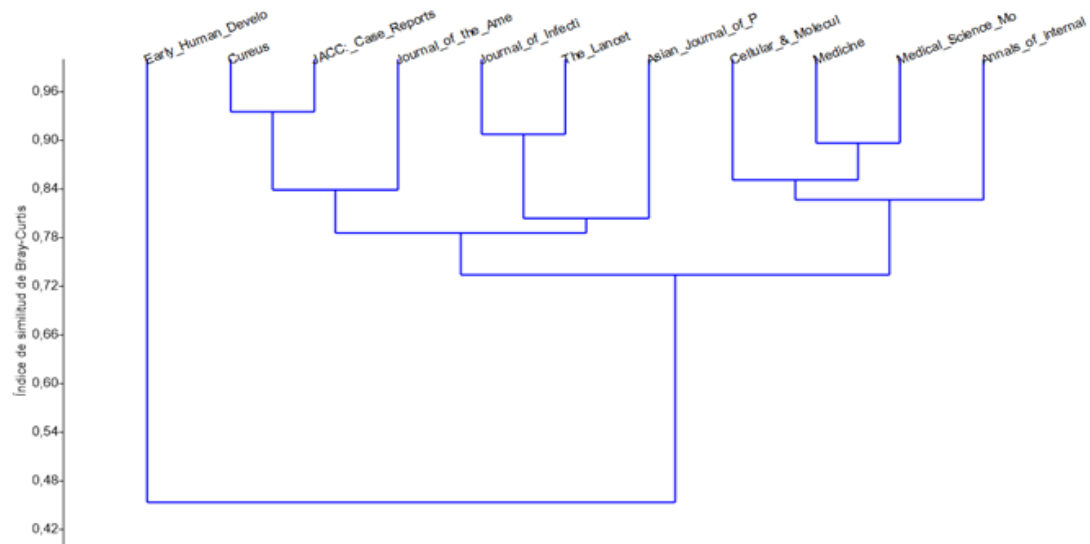 Early_Human_Develo
Cureus
JACC:_Case_Reports
Journal_of_the_Ame
Journal_of_Infecti
The_Lancet
Asian_Journal_of_P
Cellular_&_Molecul
Medicine
Medical_Science_Mo
Annals_of_Internal
0,96
0,90
0,84
0,78
0,72
0,66
0,60
0,54
0,48
0,42
Índice de similitud de Bray-Curtis